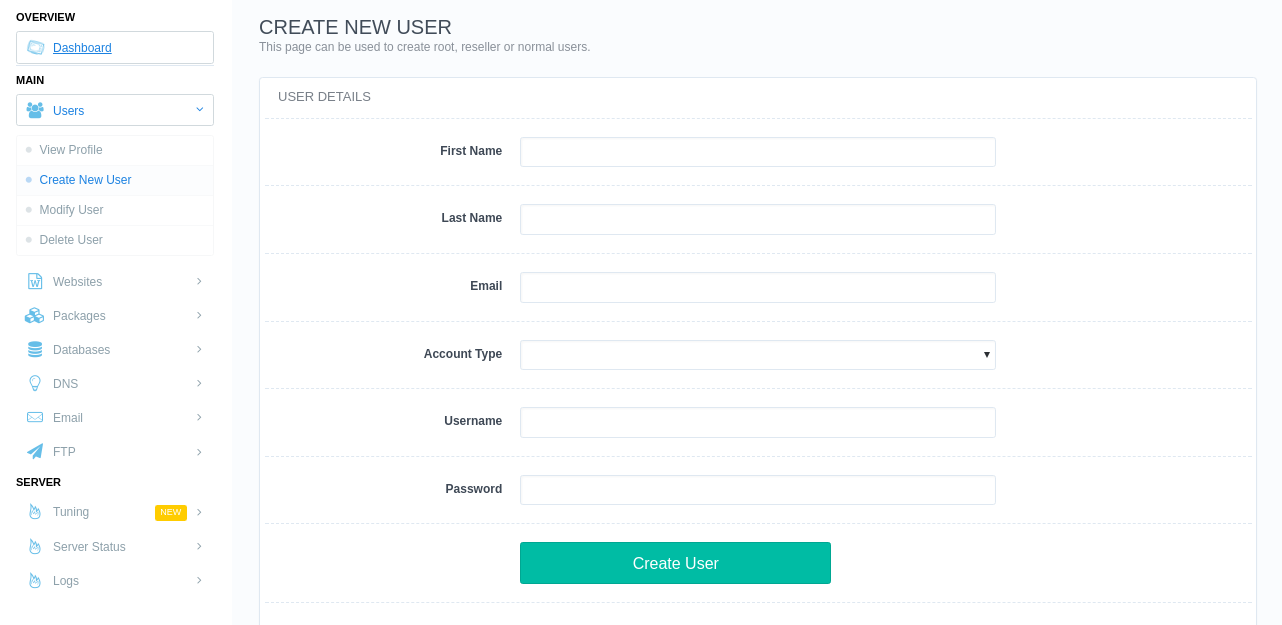 OVERVIEW
Dashboard
MAIN
Users
View Profile
Create New User
Modify User
Delete User
Websites
Packages
Databases
DNS
Email
FTP
SERVER
Tuning NEW
Server Status
Logs
CREATE NEW USER
This page can be used to create root, reseller or normal users.
USER DETAILS
First Name
Last Name
Email
Account Type
Username
Password
Create User